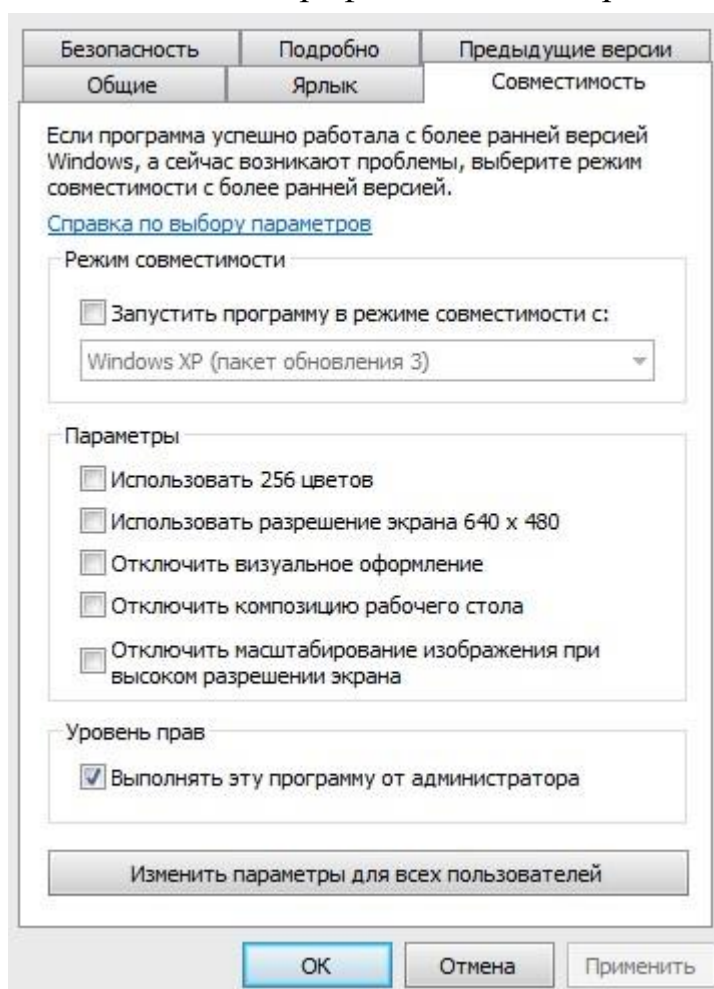 Безопасность Подробно Предыдущие версии
Общие Ярлык Совместимость
Если программа успешно работала с более ранней версией
Windows, а сейчас возникают проблемы, выберите режим
совместимости с более ранней версией.
Справка по выбору параметров
Режим совместимости
Запустить программу в режиме совместимости с:
Windows XP (пакет обновления 3)
Параметры
Использовать 256 цветов
Использовать разрешение экрана 640 x 480
Отключить визуальное оформление
Отключить композицию рабочего стола
Отключить масштабирование изображения при
высоком разрешении экрана
Уровень прав
Выполнять эту программу от администратора
Изменить параметры для всех пользователей
ОК Отмена Применить